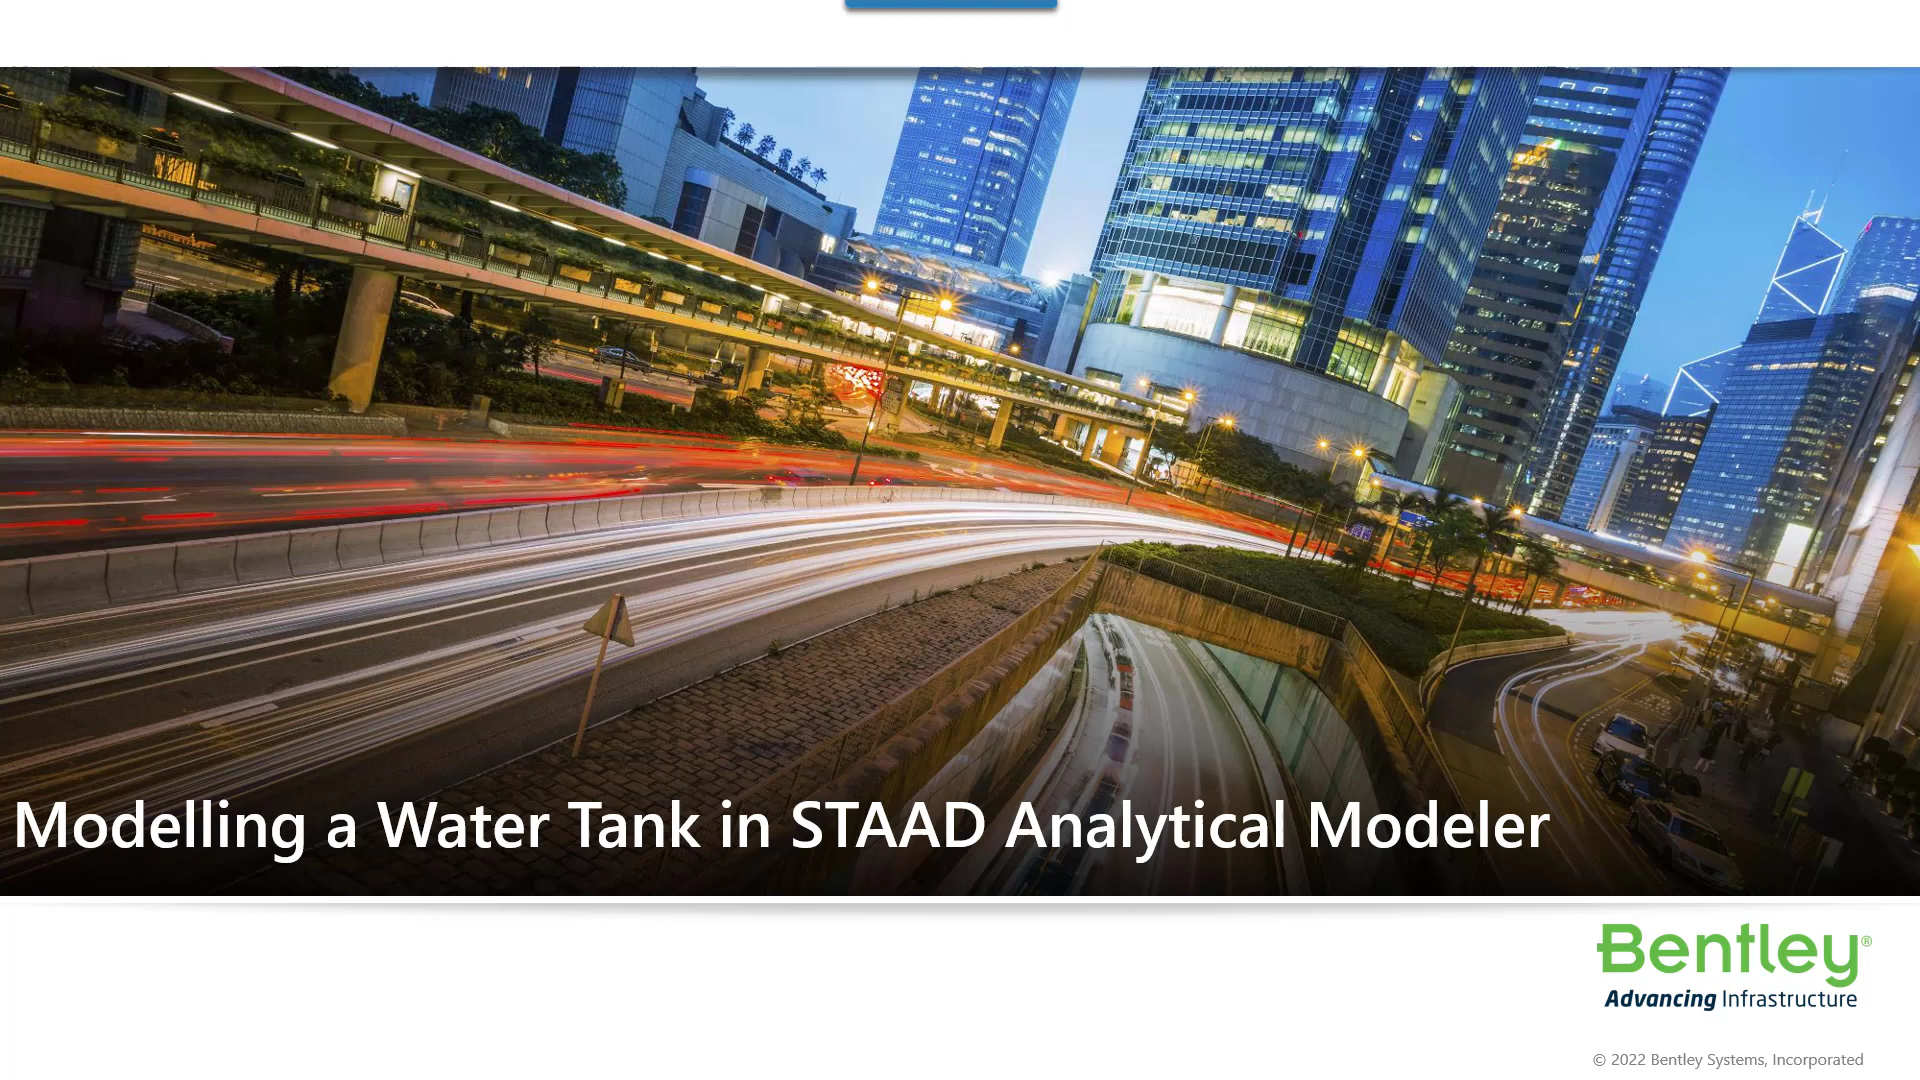 Modelling a Water Tank in STAAD Analytical Modeler
Bentley®
Advancing Infrastructure
© 2022 Bentley Systems, Incorporated